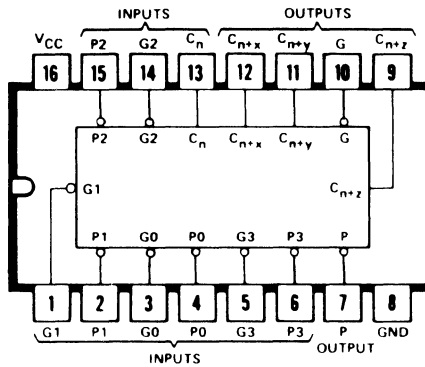 INPUTS OUTPUTS
VCC P2 G2 Cn Cn+x Cn+y G Cn+z
16 15 14 13 12 11 10 9
P2 G2 Cn Cn+x Cn+y G
G1 Cn+z
P1 G0 P0 G3 P3 P
1 2 3 4 5 6 7 8
G1 P1 G0 P0 G3 P3 P GND
INPUTS OUTPUT